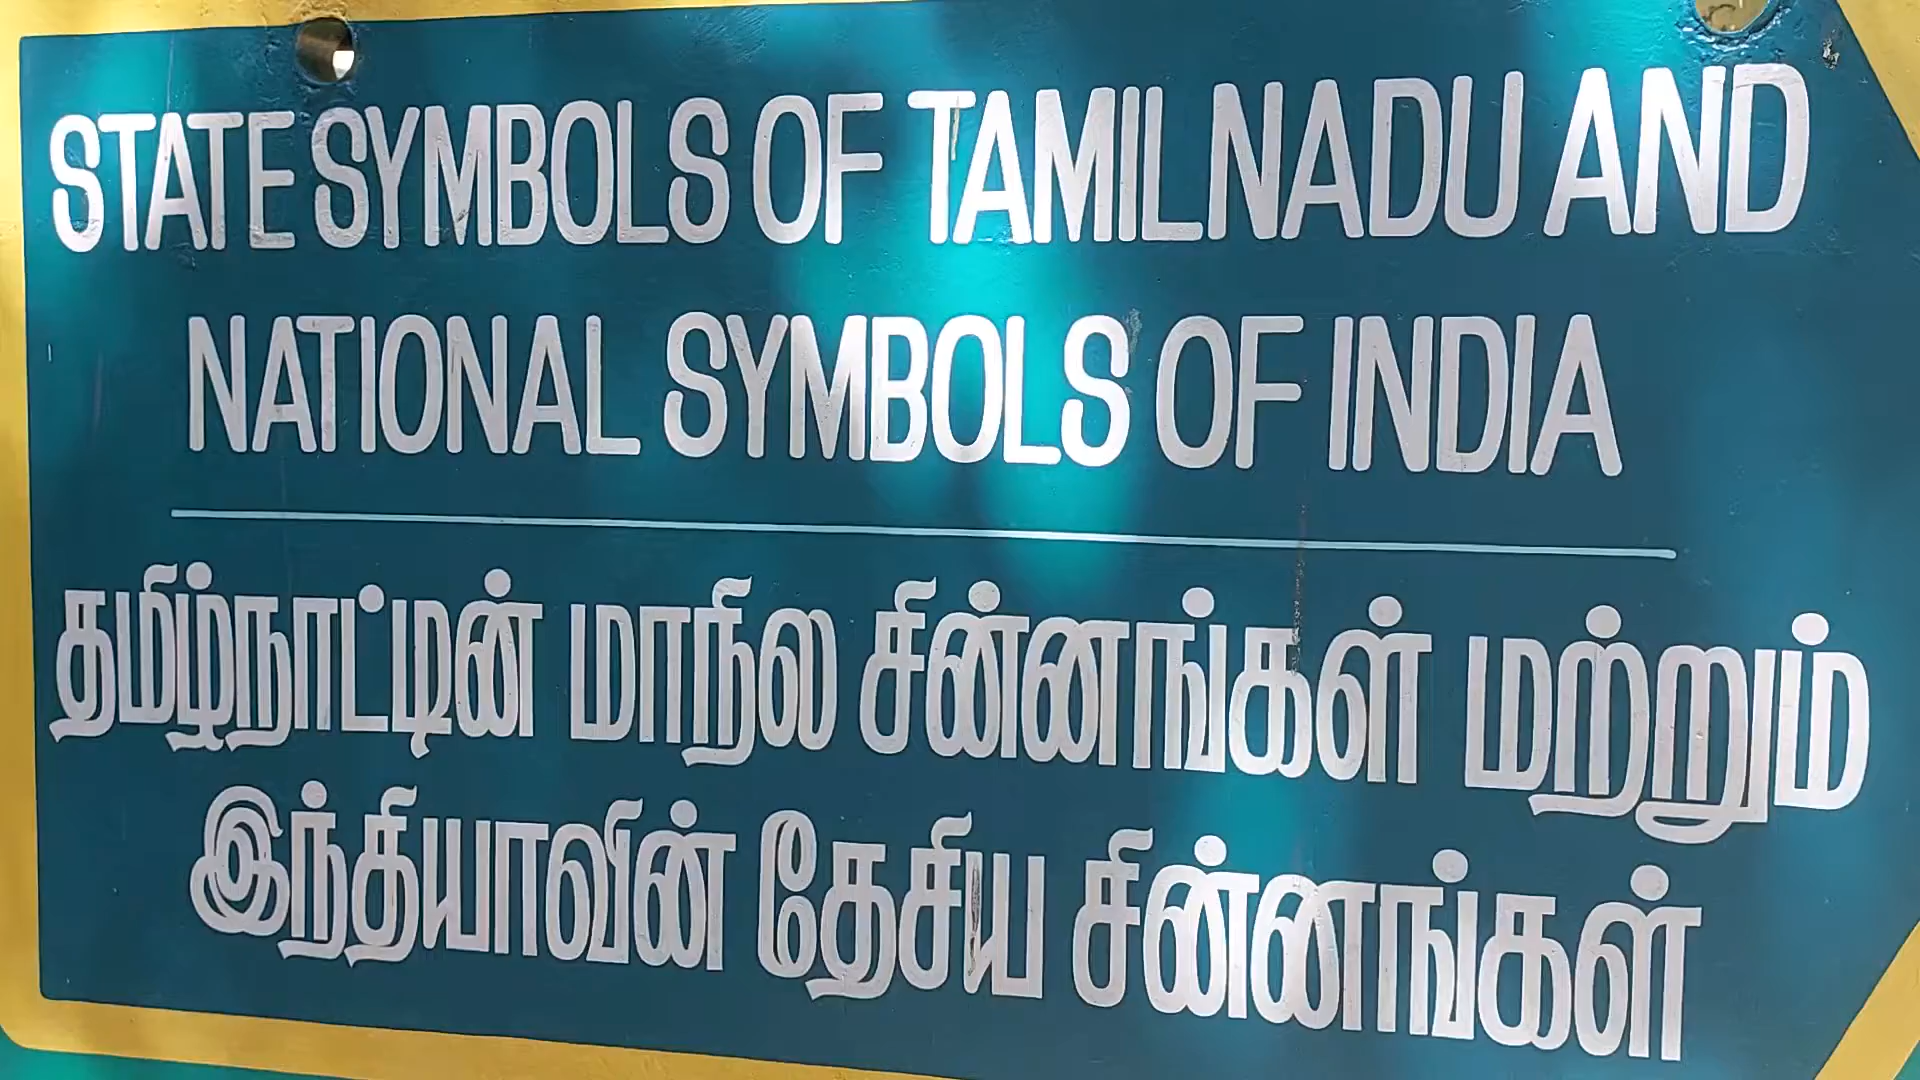 STATE SYMBOLS OF TAMILNADU AND
NATIONAL SYMBOLS OF INDIA
தமிழ்நாட்டின் மாநில சின்னங்கள் மற்றும்
இந்தியாவின் தேசிய சின்னங்கள்